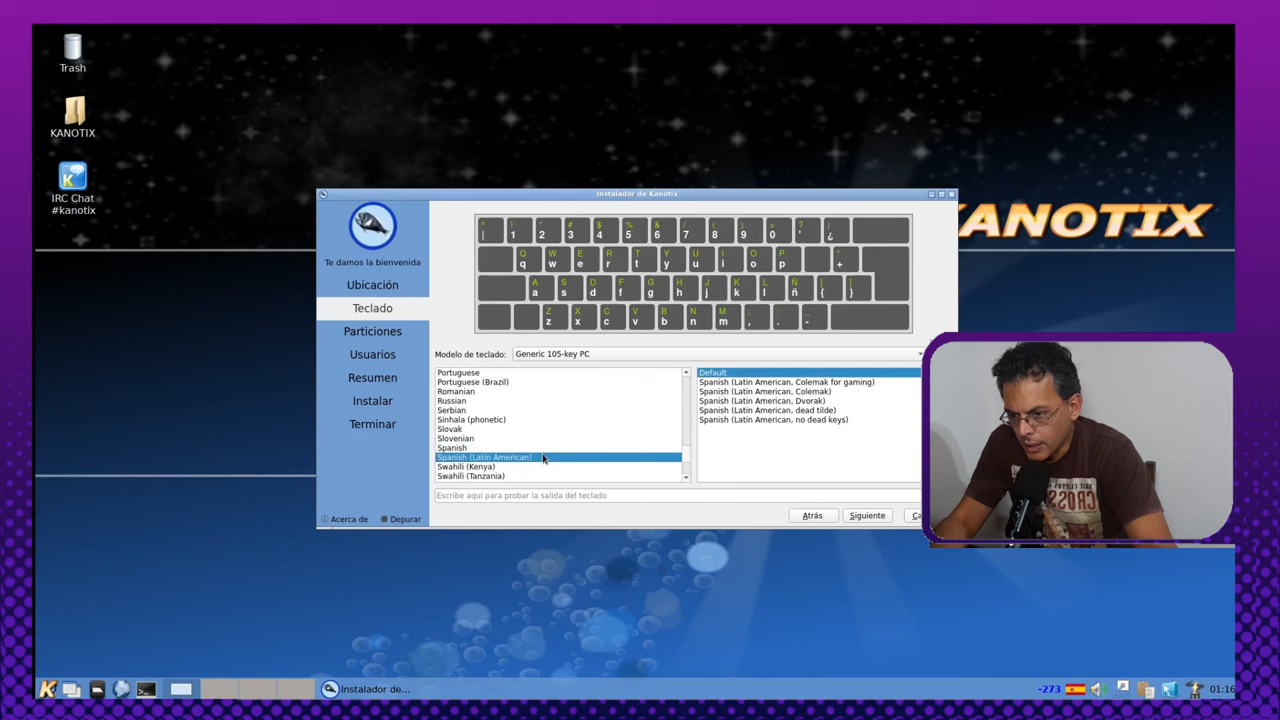 Trash
KANOTIX
IRC Chat
#kanotix
KANOTIX
Instalador de Kanotix
Te damos la bienvenida
Ubicación
Teclado
Particiones
Usuarios
Resumen
Instalar
Terminar
Acerca de
Depurar
° ! " # $ % & / ( ) = ? ¡
| 1 2 3 4 5 6 7 8 9 0 ' ¿
Q W E R T Y U I O P
q w e r t y u i o p +
A S D F G H J K L Ñ [ ]
a s d f g h j k l ñ { }
Z X C V B N M ; : _
z x c v b n m , . -
Modelo de teclado:
Generic 105-key PC
Portuguese
Portuguese (Brazil)
Romanian
Russian
Serbian
Sinhala (phonetic)
Slovak
Slovenian
Spanish
Spanish (Latin American)
Swahili (Kenya)
Swahili (Tanzania)
Default
Spanish (Latin American, Colemak for gaming)
Spanish (Latin American, Colemak)
Spanish (Latin American, Dvorak)
Spanish (Latin American, dead tilde)
Spanish (Latin American, no dead keys)
Escribe aquí para probar la salida del teclado
Atrás
Siguiente
CROSS
Instalador de...
-273
01:16